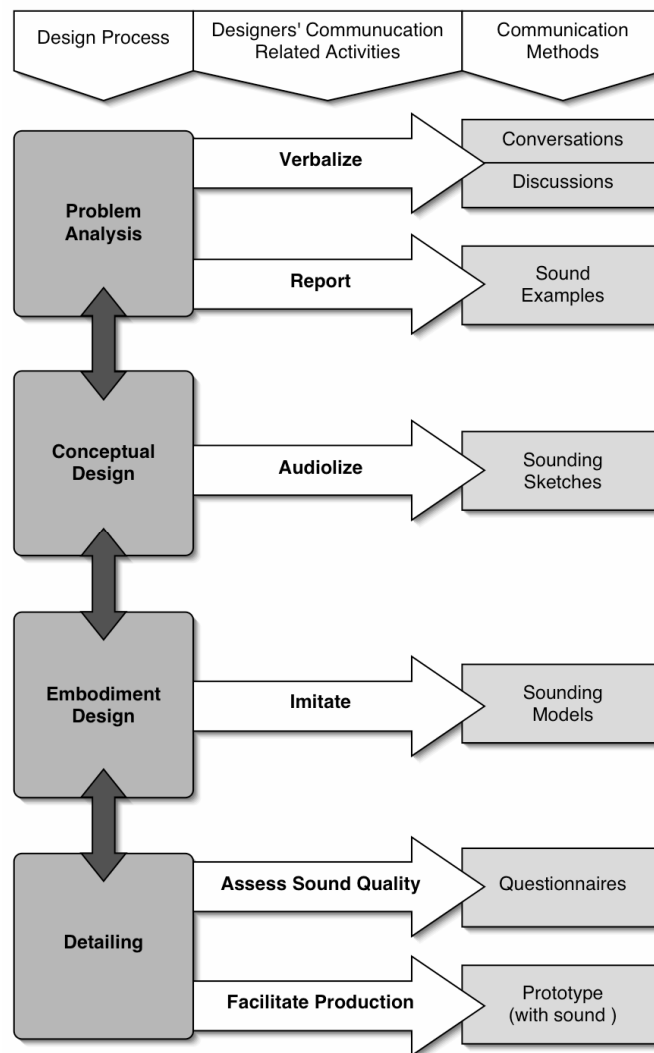 Design Process
Designers' Communucation
Related Activities
Communication
Methods
Problem
Analysis
Verbalize
Conversations
Discussions
Report
Sound
Examples
Conceptual
Design
Audiolize
Sounding
Sketches
Embodiment
Design
Imitate
Sounding
Models
Detailing
Assess Sound Quality
Questionnaires
Facilitate Production
Prototype
(with sound )